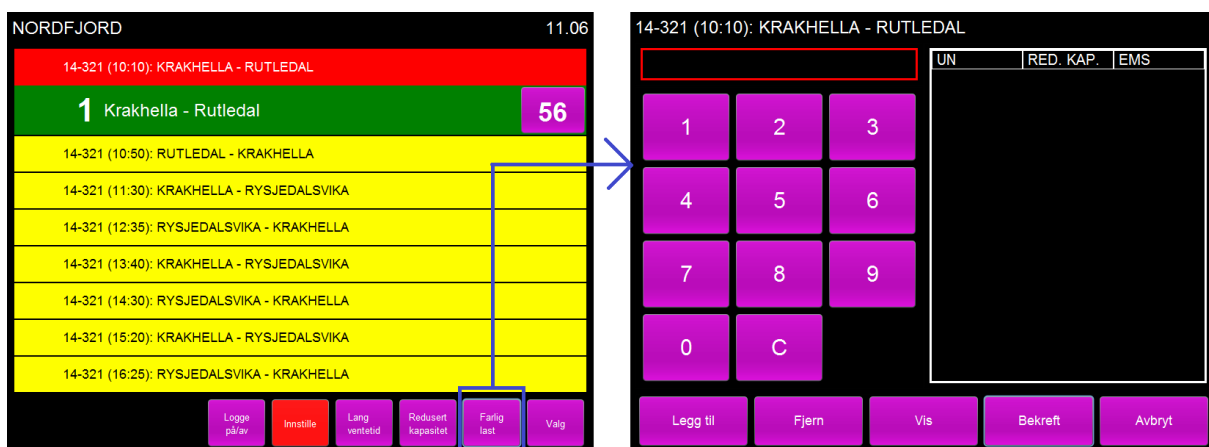 NORDFJORD 11.06
14-321 (10:10): KRAKHELLA - RUTLEDAL
1 Krakhella - Rutledal 56
14-321 (10:50): RUTLEDAL - KRAKHELLA
14-321 (11:30): KRAKHELLA - RYSJEDALSVIKA
14-321 (12:35): RYSJEDALSVIKA - KRAKHELLA
14-321 (13:40): KRAKHELLA - RYSJEDALSVIKA
14-321 (14:30): RYSJEDALSVIKA - KRAKHELLA
14-321 (15:20): KRAKHELLA - RYSJEDALSVIKA
14-321 (16:25): RYSJEDALSVIKA - KRAKHELLA
Logge
på/av
Innstille
Lang
ventetid
Redusert
kapasitet
Farlig
last
Valg
14-321 (10:10): KRAKHELLA - RUTLEDAL
UN RED. KAP. EMS
1 2 3
4 5 6
7 8 9
0 C
Legg til Fjern Vis Bekreft Avbryt